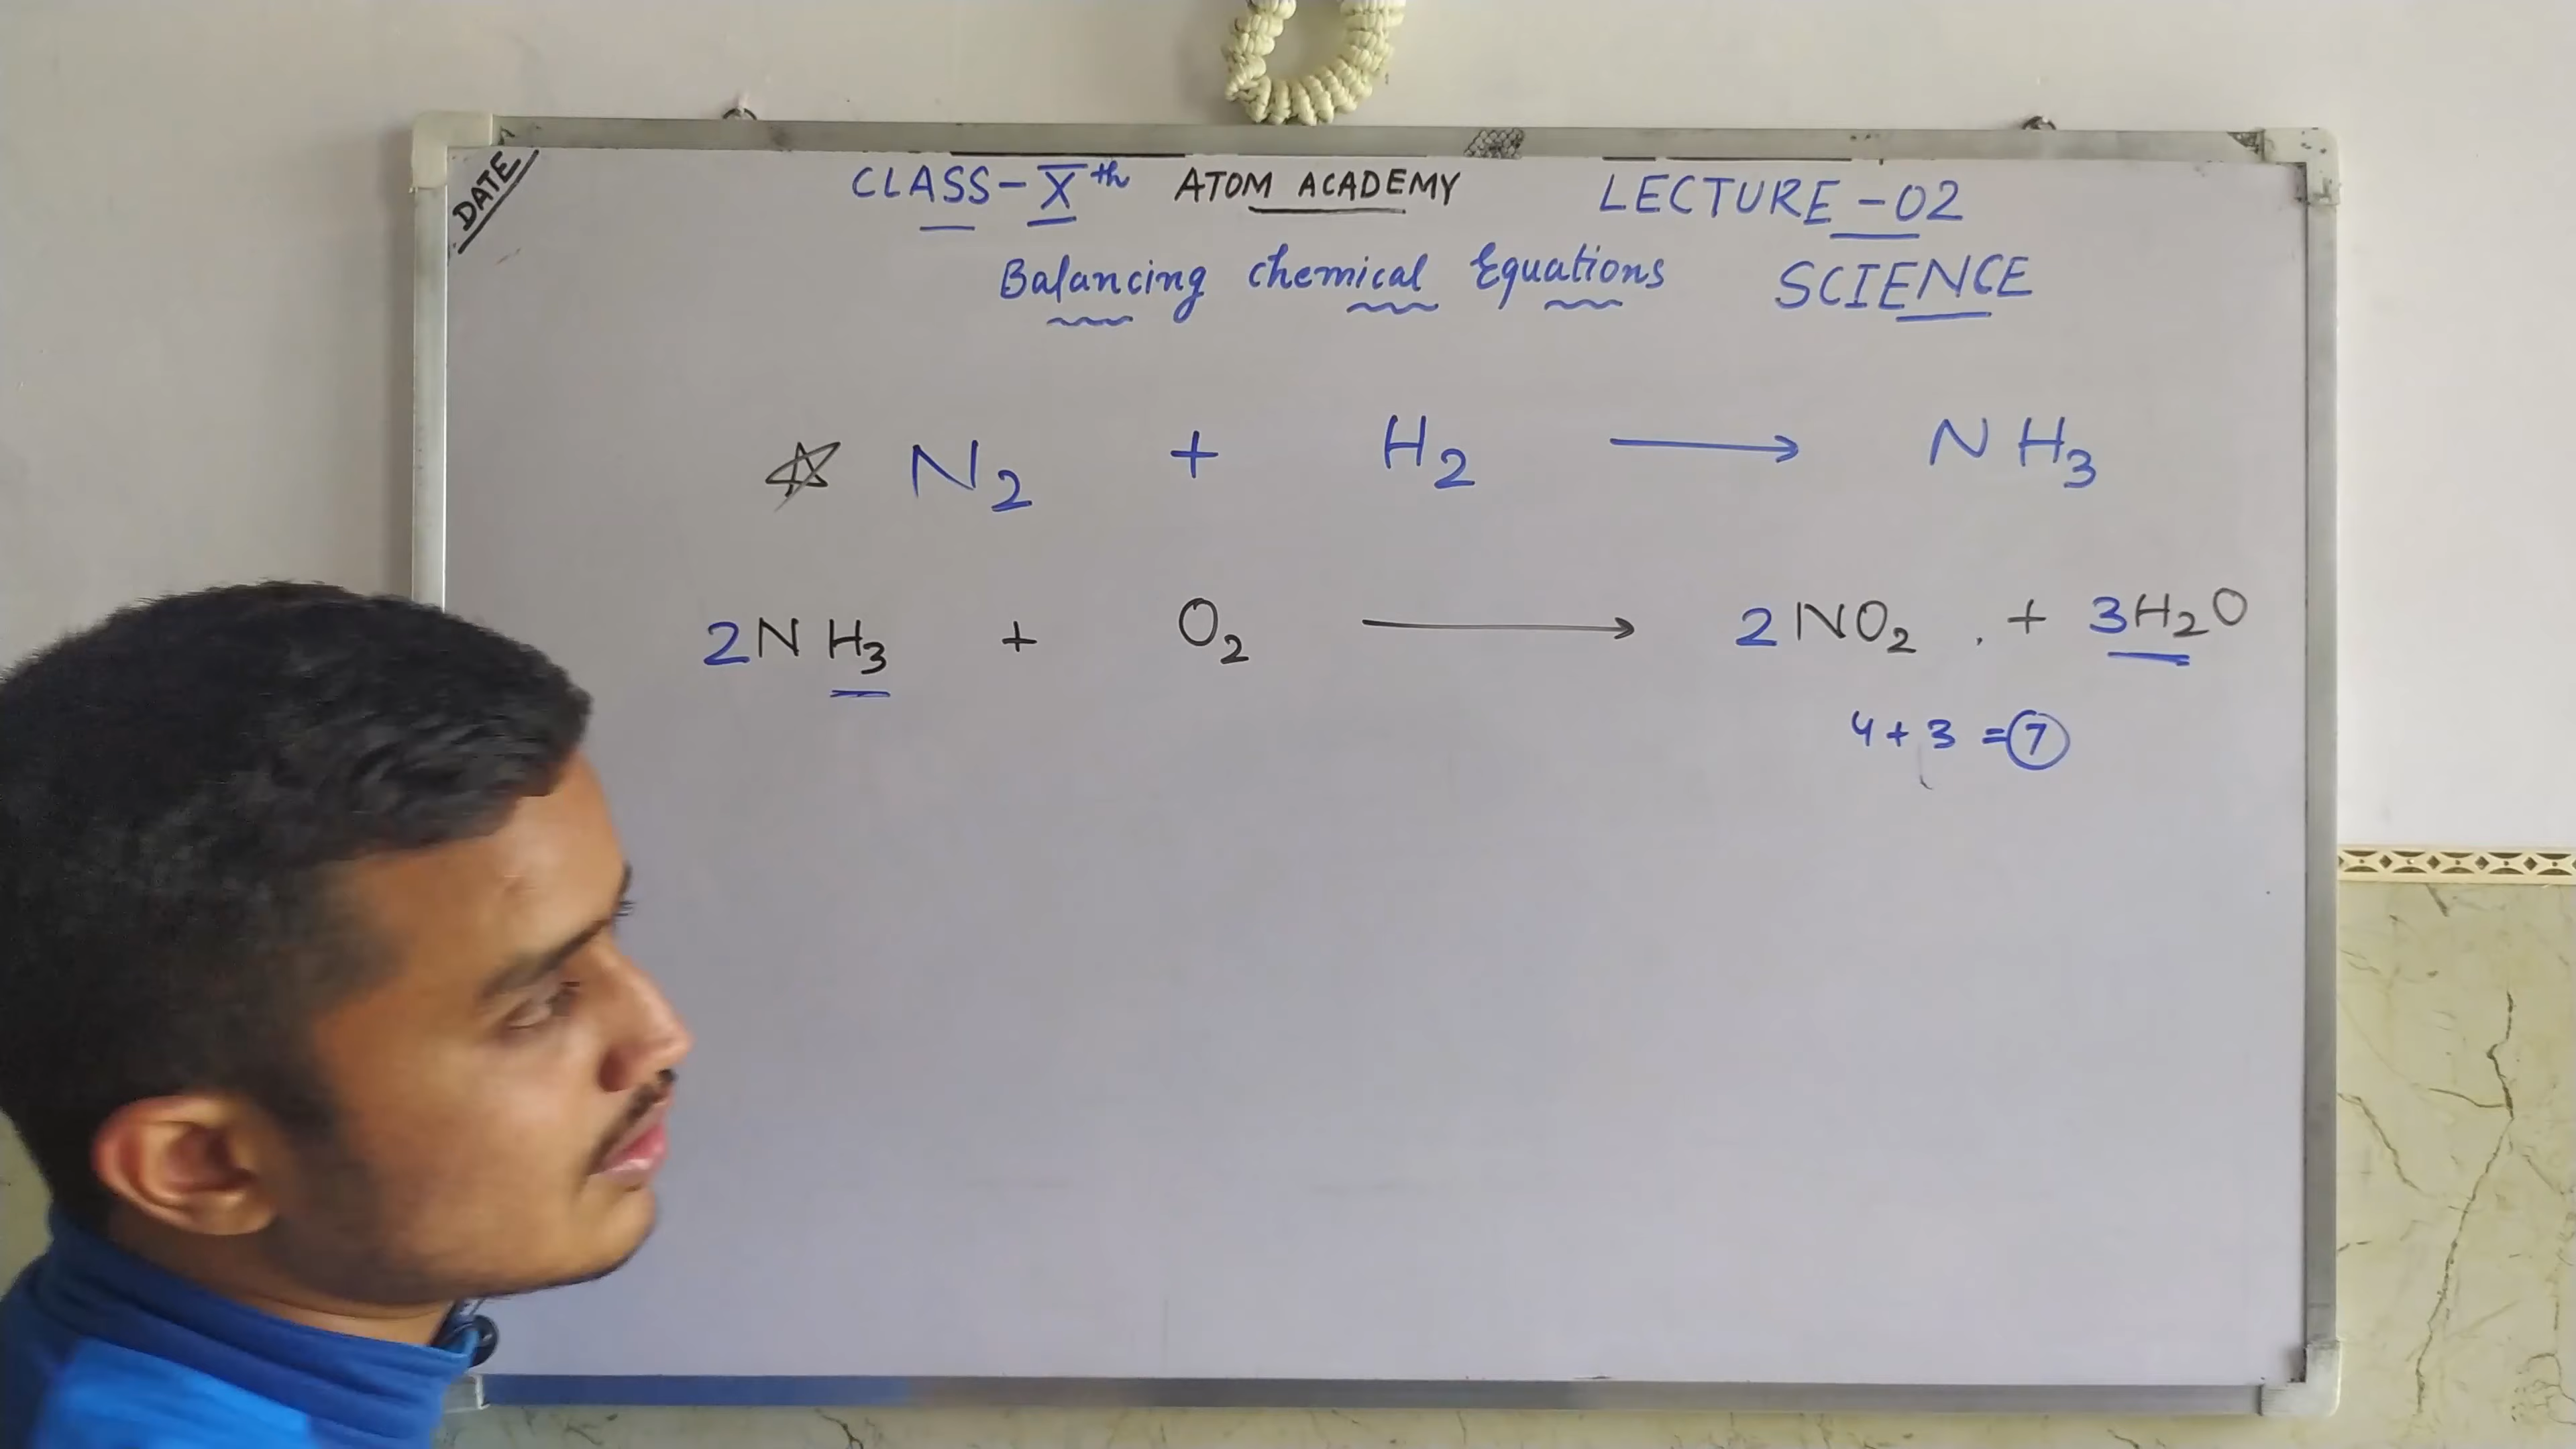 DATE
CLASS-Xth ATOM ACADEMY LECTURE-02
Balancing chemical Equations SCIENCE
☆ N₂ + H₂ ⟶ NH₃
2NH₃ + O₂ ⟶ 2NO₂ . + 3H₂O
4+3 =⑦